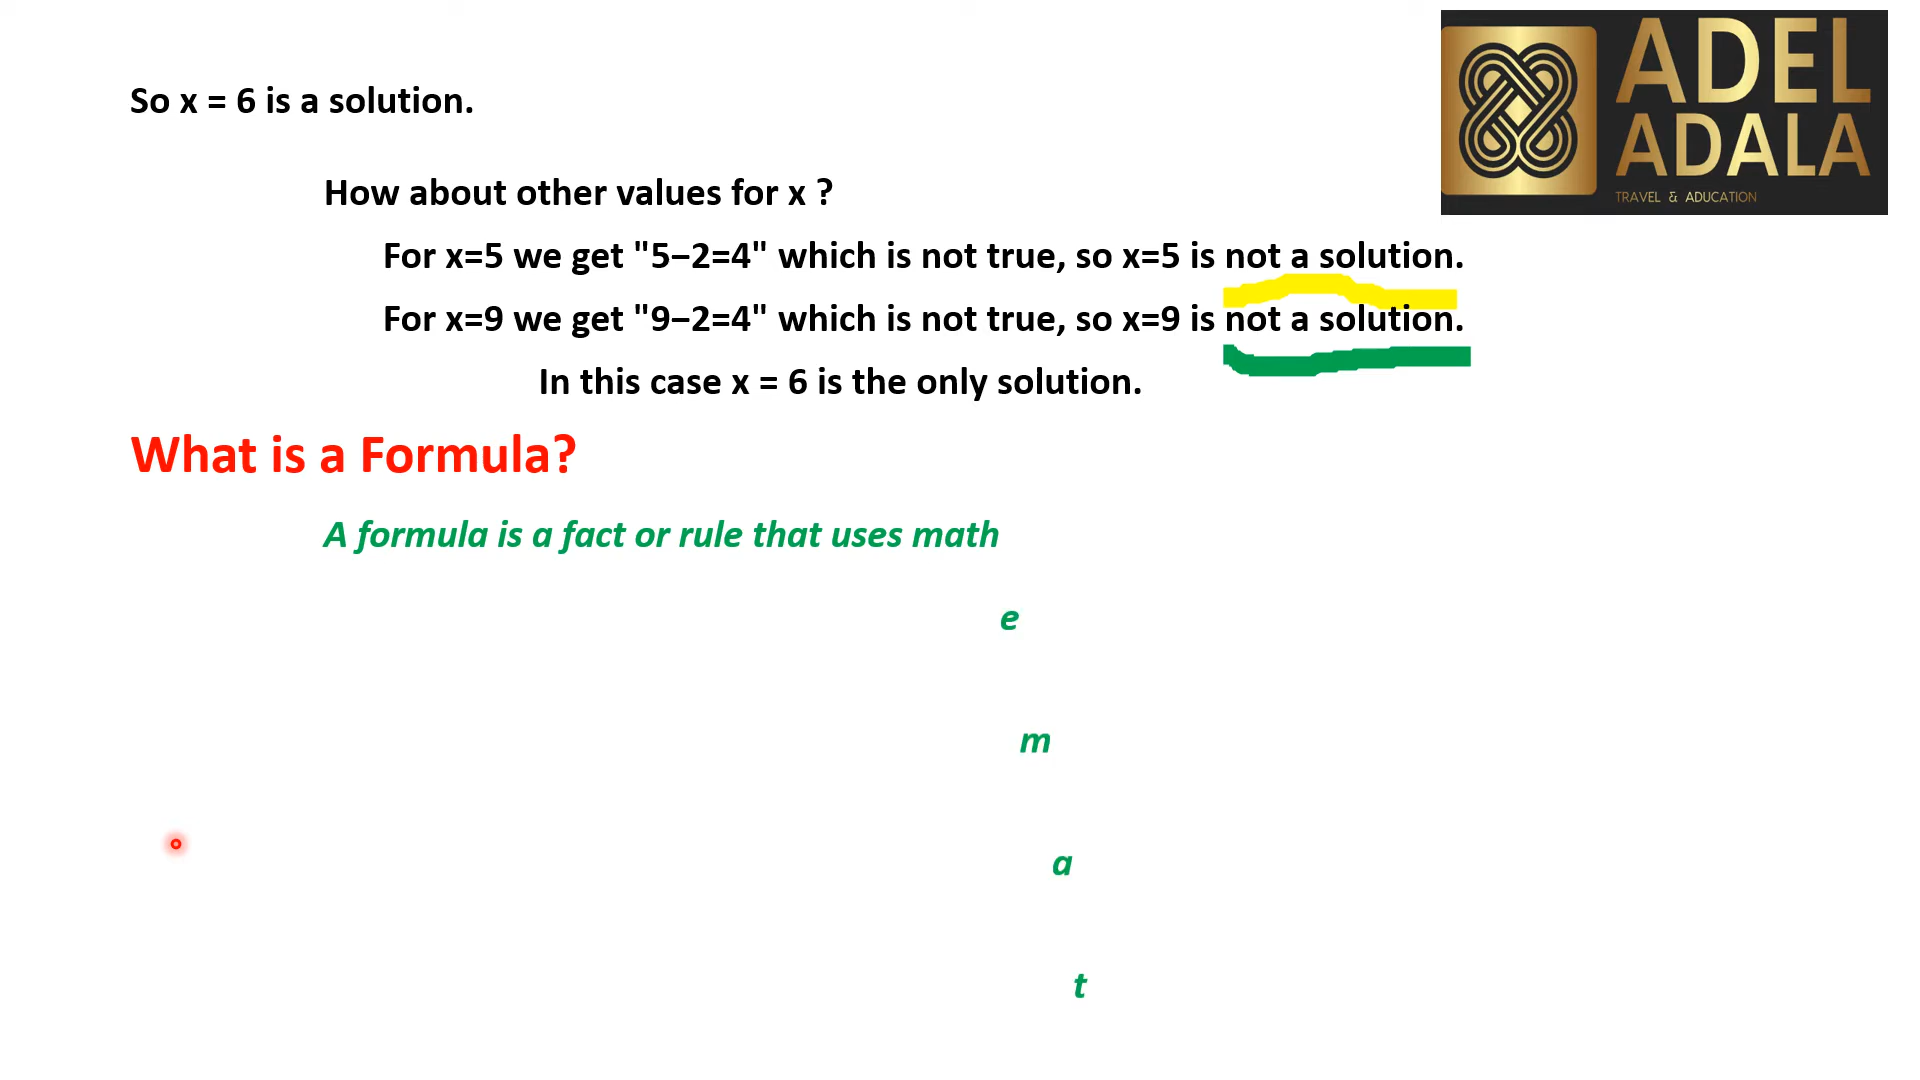 So x = 6 is a solution.
ADEL
ADALA
TRAVEL & ADUCATION
How about other values for x ?
For x=5 we get "5−2=4" which is not true, so x=5 is not a solution.
For x=9 we get "9−2=4" which is not true, so x=9 is not a solution.
In this case x = 6 is the only solution.
What is a Formula?
A formula is a fact or rule that uses math
e
m
a
t